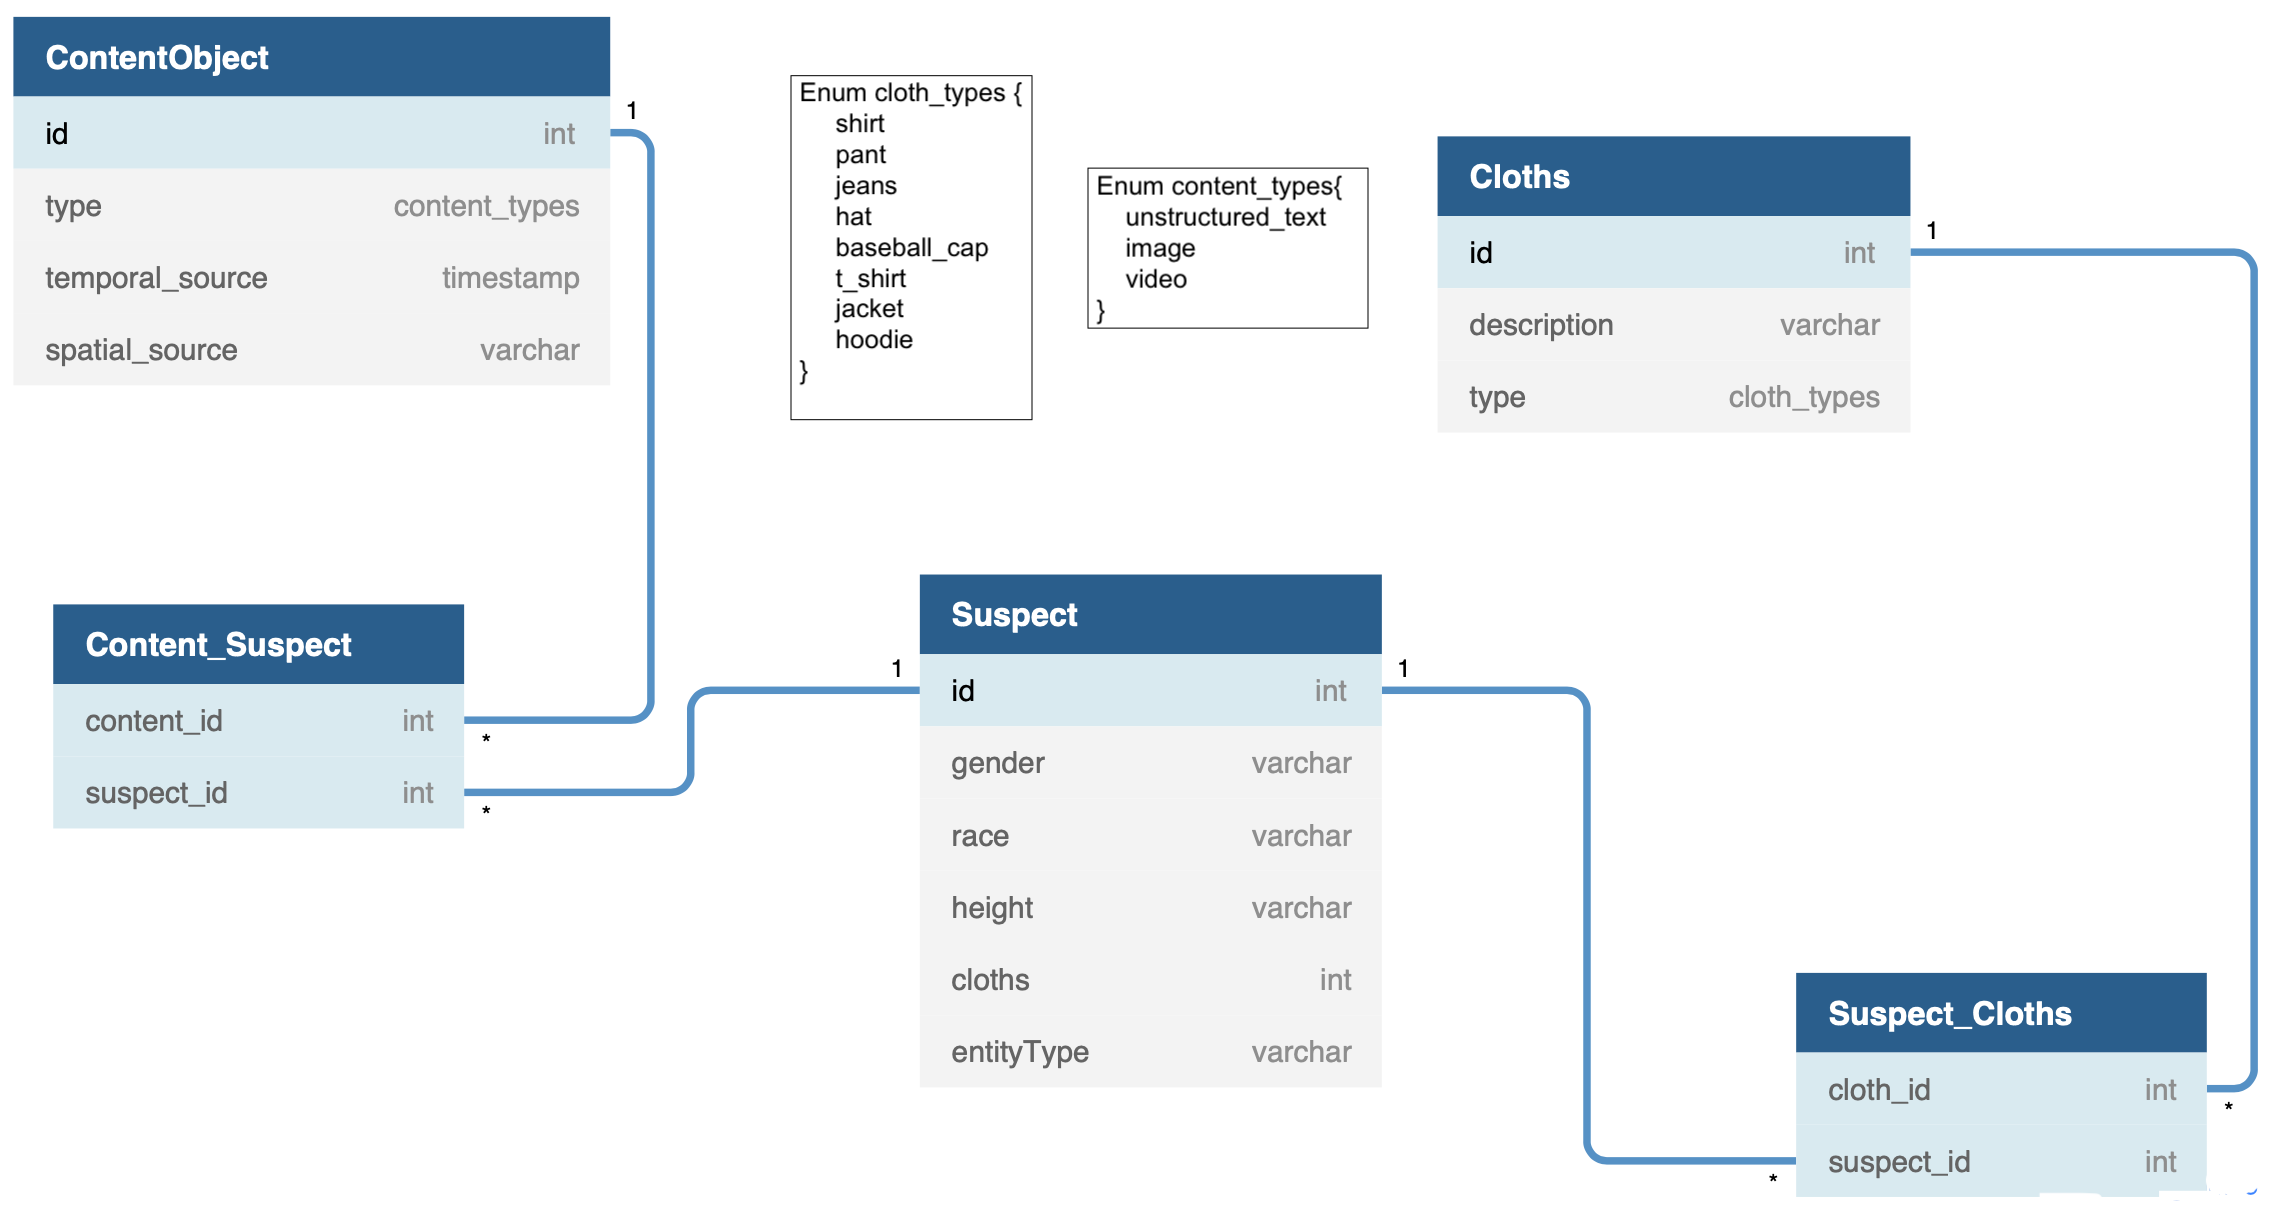 ContentObject
id int
type content_types
temporal_source timestamp
spatial_source varchar
1
Enum cloth_types {
shirt
pant
jeans
hat
baseball_cap
t_shirt
jacket
hoodie
}
Enum content_types{
unstructured_text
image
video
}
Cloths
id int
description varchar
type cloth_types
1
Content_Suspect
content_id int
suspect_id int
*
*
1
Suspect
id int
gender varchar
race varchar
height varchar
cloths int
entityType varchar
1
Suspect_Cloths
cloth_id int
suspect_id int
*
*